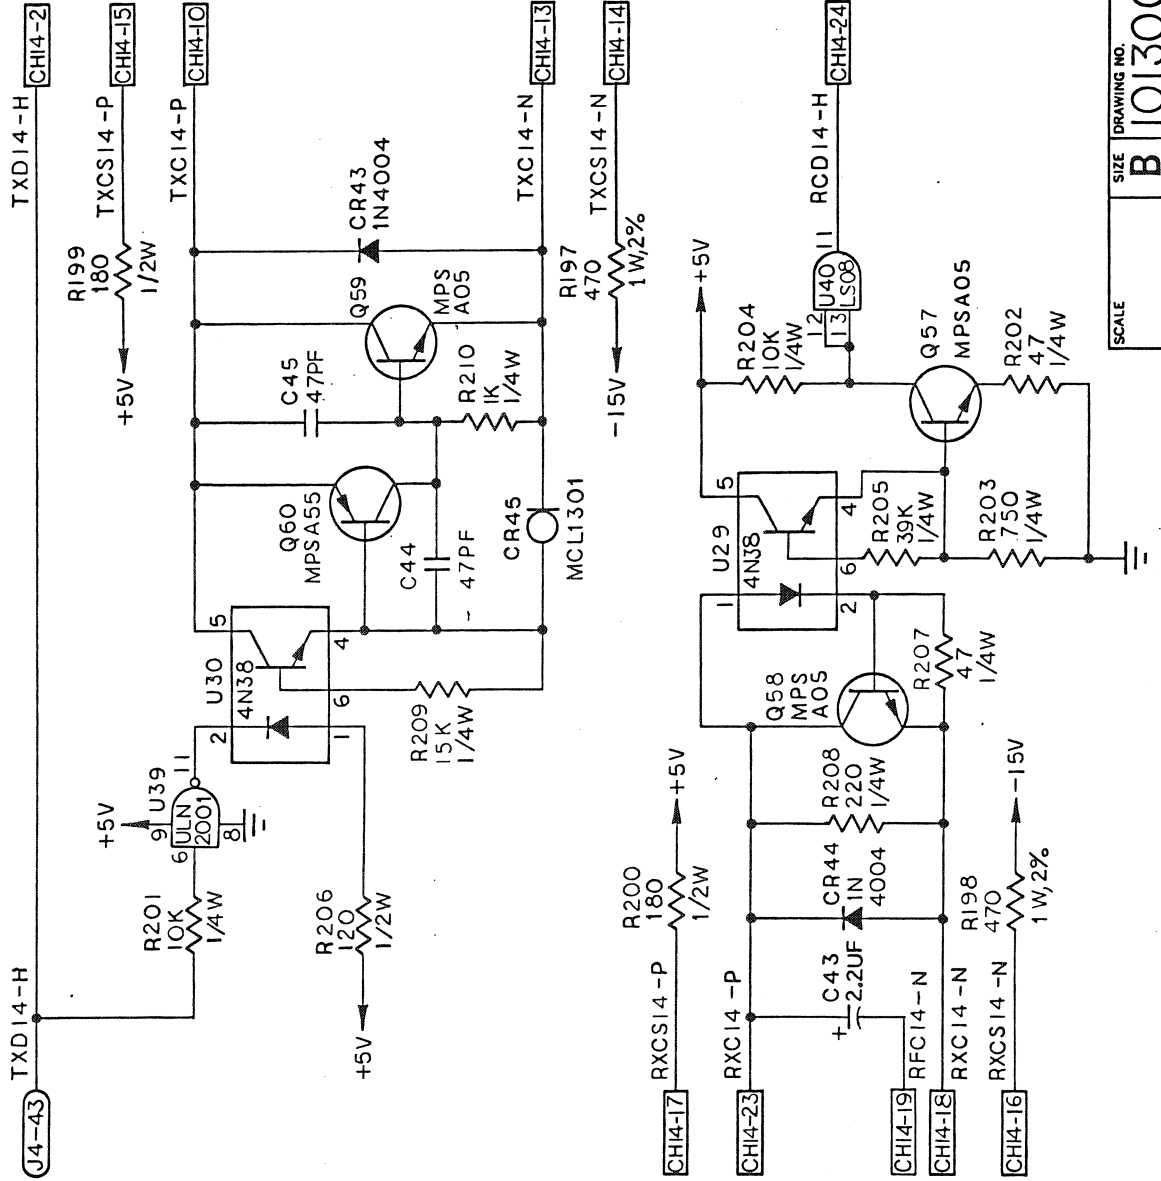 J4-43
TXD14-H
TXD14-H
CH14-2
R201
10K
1/4W
+5V
9
U39
6
ULN
2001
11
8
R199
180
1/2W
+5V
TXCS14-P
CH14-15
R206
120
1/2W
+5V
2
U30
4N38
5
1
6
4
R209
15K
1/4W
TXC14-P
CH14-10
Q60
MPSA55
C44
47PF
C45
47PF
Q59
MPS
A05
R210
1K
1/4W
CR43
1N4004
CR45
MCL1301
TXC14-N
CH14-13
R197
470
1W,2%
-15V
TXCS14-N
CH14-14
CH14-17
RXCS14-P
R200
180
1/2W
+5V
CH14-23
RXC14-P
+
C43
2.2UF
CR44
1N
4004
R208
220
1/4W
Q58
MPS
A05
R207
47
1/4W
CH14-19
RFC14-N
CH14-18
RXC14-N
CH14-16
RXCS14-N
R198
470
1W,2%
-15V
1
U29
4N38
5
2
6
4
R205
39K
1/4W
R203
750
1/4W
+5V
R204
10K
1/4W
Q57
MPSA05
R202
47
1/4W
12
13
U40
LS08
11
RCD14-H
CH14-24
SCALE
SIZE
B
DRAWING NO.
101300